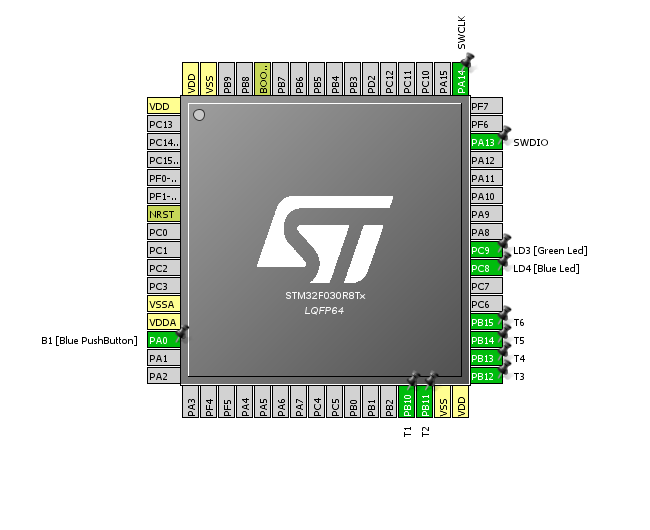 SWCLK
VDD
VSS
PB9
PB8
BOO..
PB7
PB6
PB5
PB4
PB3
PD2
PC12
PC11
PC10
PA15
PA14
VDD
PC13
PC14..
PC15..
PF0-..
PF1-..
NRST
PC0
PC1
PC2
PC3
VSSA
VDDA
B1 [Blue PushButton] PA0
PA1
PA2
STM32F030R8Tx
LQFP64
PF7
PF6
PA13 SWDIO
PA12
PA11
PA10
PA9
PA8
PC9 LD3 [Green Led]
PC8 LD4 [Blue Led]
PC7
PC6
PB15 T6
PB14 T5
PB13 T4
PB12 T3
PA3
PF4
PF5
PA4
PA5
PA6
PA7
PC4
PC5
PB0
PB1
PB2
PB10
PB11
VSS
VDD
T1
T2